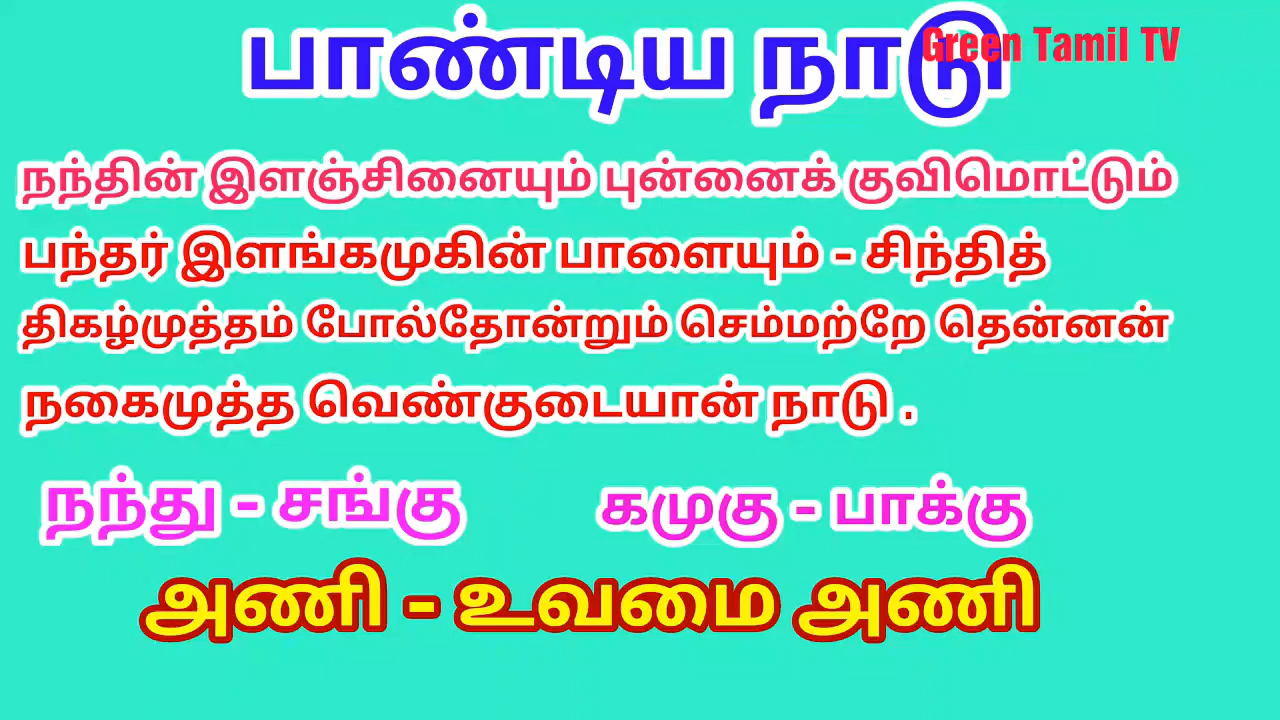 பாண்டிய நாடு
Green Tamil TV
நந்தின் இளஞ்சினையும் புன்னைக் குவிமொட்டும்
பந்தர் இளங்கமுகின் பாளையும் - சிந்தித்
திகழ்முத்தம் போல்தோன்றும் செம்மற்றே தென்னன்
நகைமுத்த வெண்குடையான் நாடு .
நந்து - சங்கு
கமுகு - பாக்கு
அணி - உவமை அணி